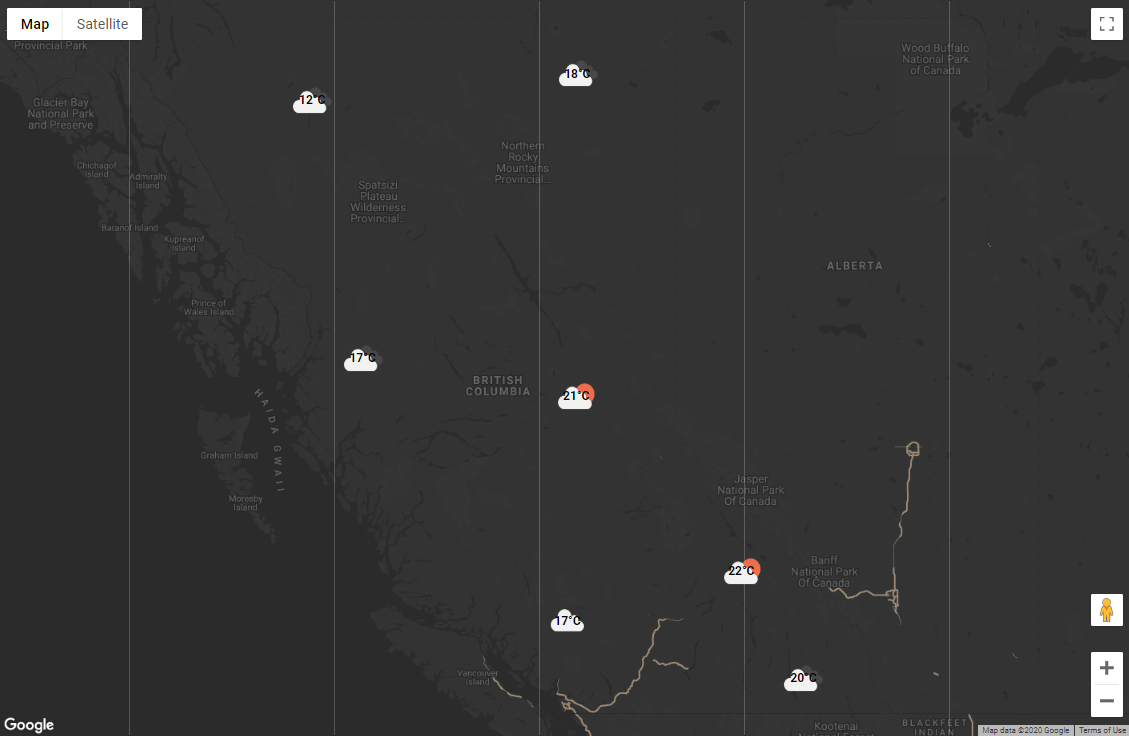 Map
Satellite
Provincial Park
Wood Buffalo
National Park
of Canada
18°C
12°C
Glacier Bay
National Park
and Preserve
Northern
Rocky
Mountains
Provincial...
Chichagof
Island
Admiralty
Island
Spatsizi
Plateau
Wilderness
Provincial...
Baranof Island
Kupreanof
Island
ALBERTA
Prince of
Wales Island
17°C
BRITISH
COLUMBIA
21°C
HAIDA GWAII
Graham Island
Moresby
Island
Jasper
National Park
Of Canada
Banff
National Park
Of Canada
22°C
17°C
Vancouver
Island
20°C
Kootenai
National Forest
BLACKFEET
INDIAN
Google
Map data ©2020 Google
Terms of Use